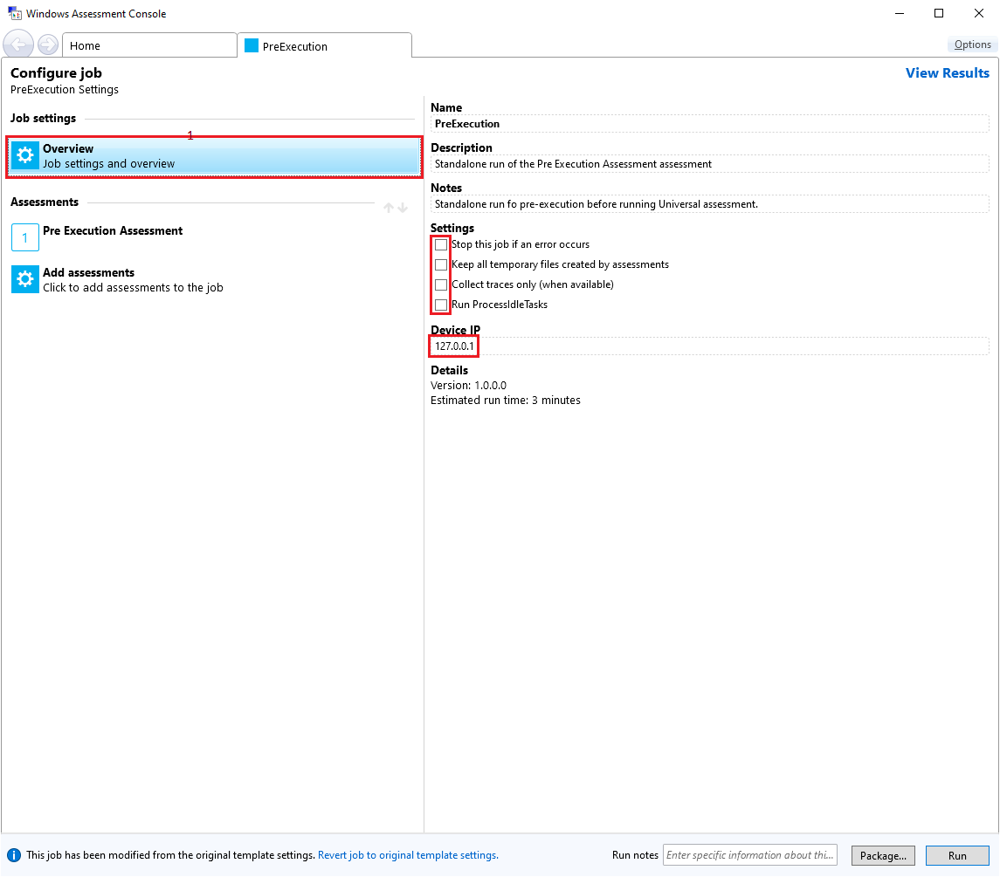 Windows Assessment Console
Home
PreExecution
Options
Configure job
View Results
PreExecution Settings
Job settings
1
Overview
Job settings and overview
Assessments
1
Pre Execution Assessment
Add assessments
Click to add assessments to the job
Name
PreExecution
Description
Standalone run of the Pre Execution Assessment assessment
Notes
Standalone run fo pre-execution before running Universal assessment.
Settings
Stop this job if an error occurs
Keep all temporary files created by assessments
Collect traces only (when available)
Run ProcessIdleTasks
Device IP
127.0.0.1
Details
Version: 1.0.0.0
Estimated run time: 3 minutes
This job has been modified from the original template settings. Revert job to original template settings.
Run notes
Enter specific information about thi...
Package...
Run